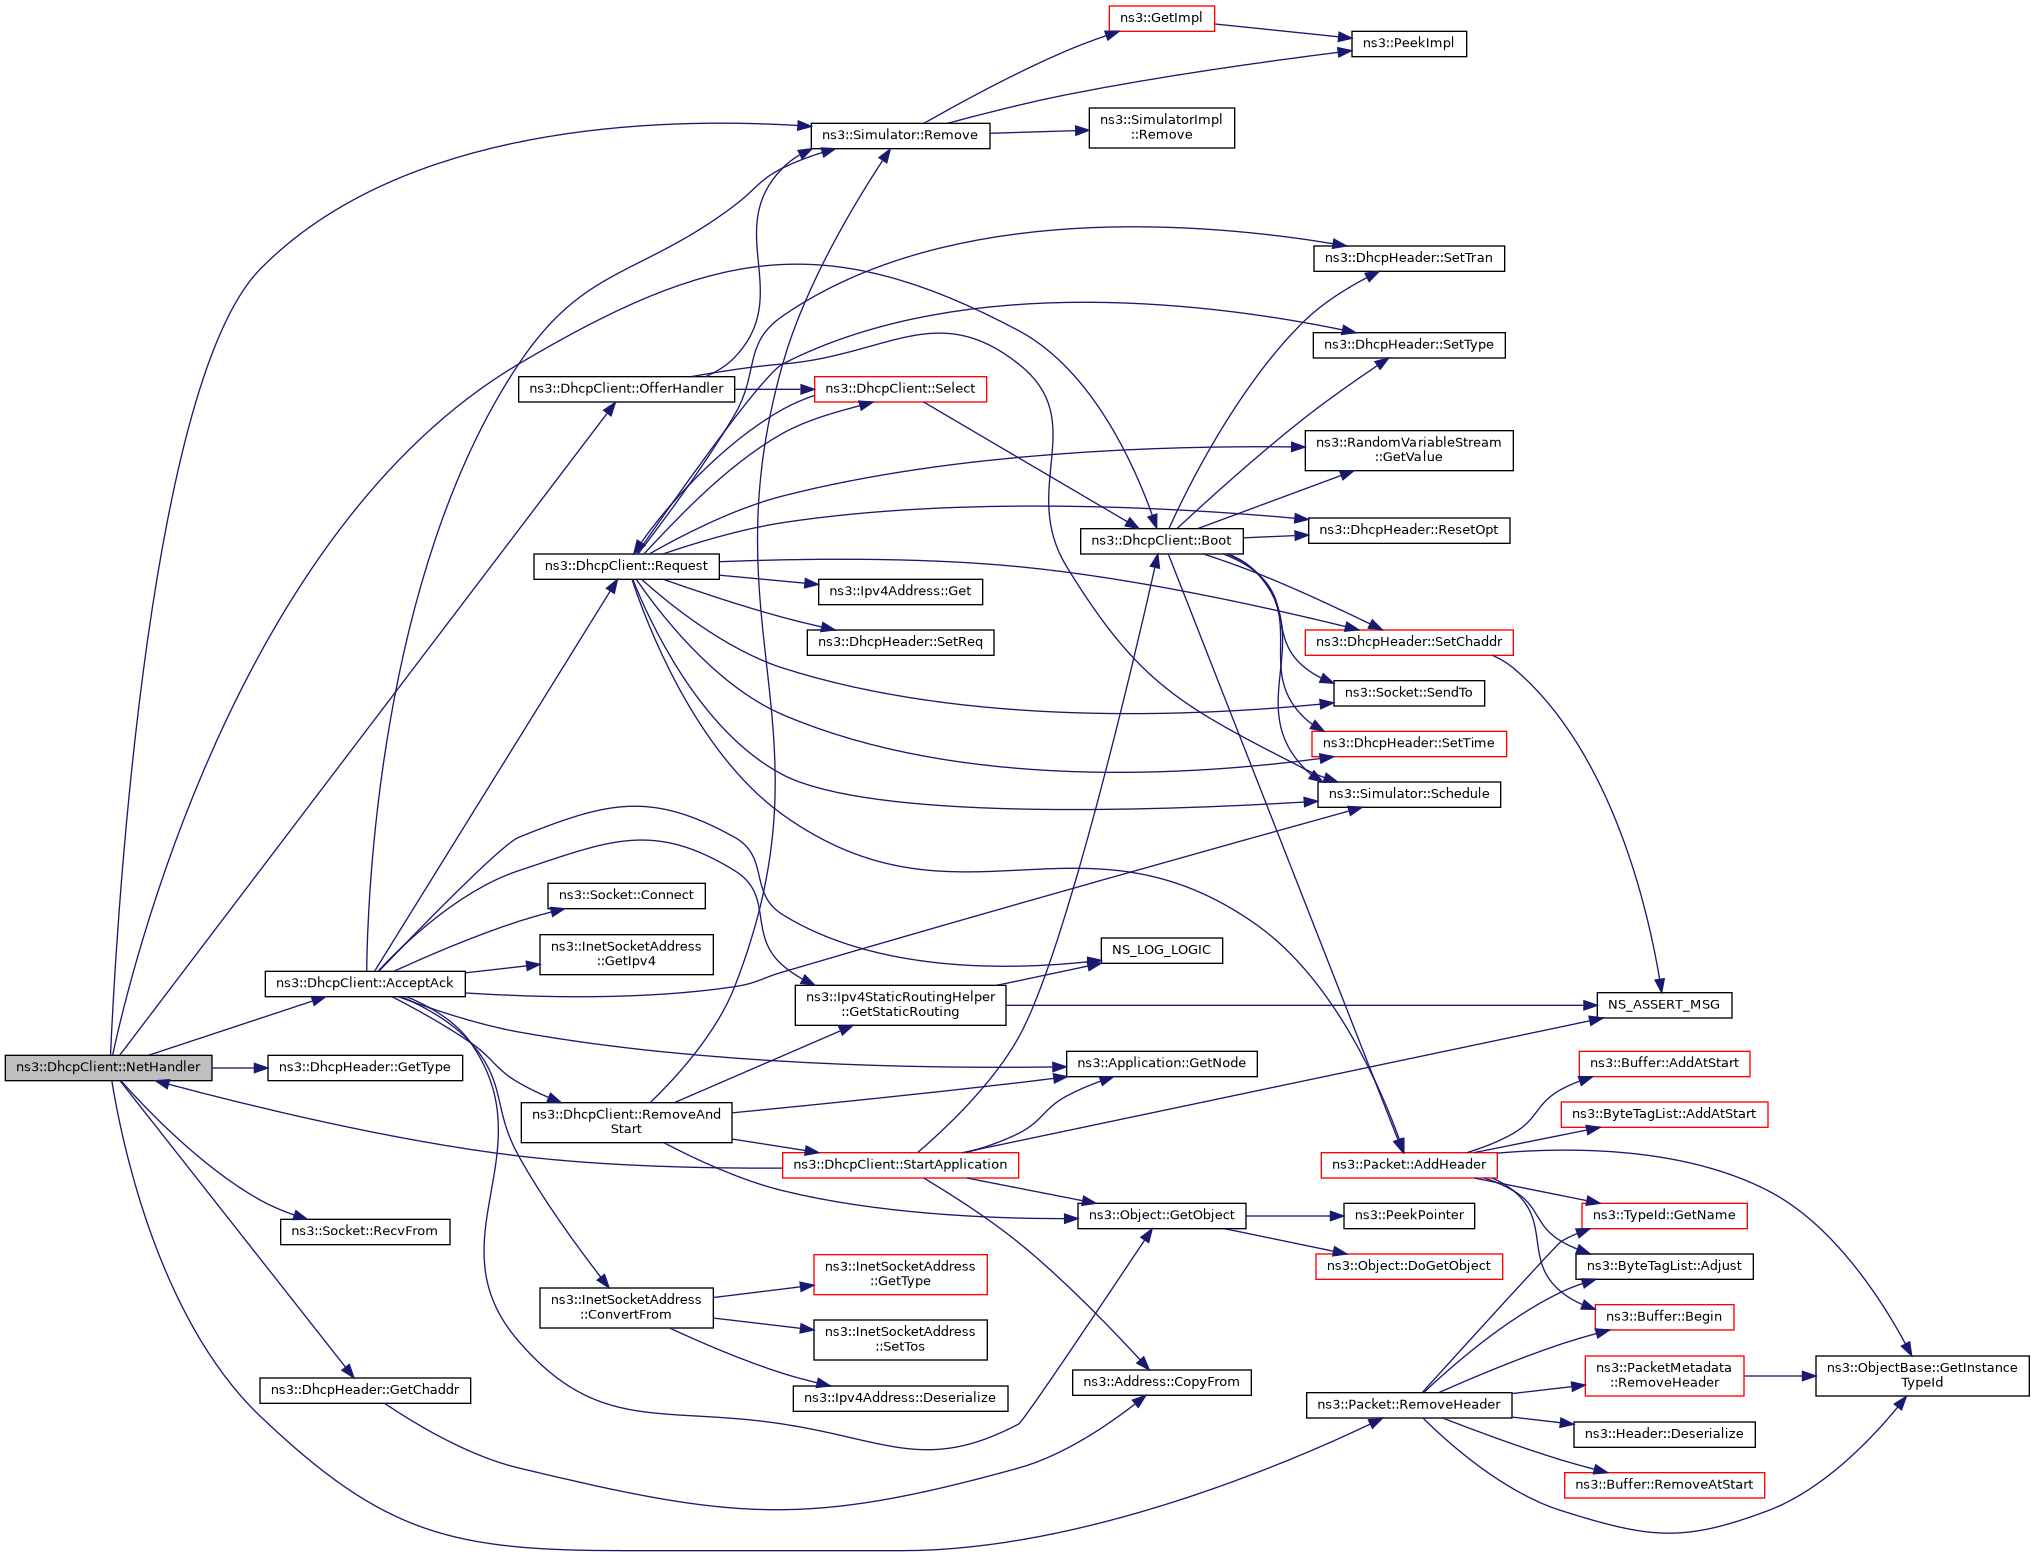 ns3::GetImpl
ns3::PeekImpl
ns3::SimulatorImpl
::Remove
ns3::Simulator::Remove
ns3::DhcpHeader::SetTran
ns3::DhcpHeader::SetType
ns3::DhcpClient::OfferHandler
ns3::DhcpClient::Select
ns3::RandomVariableStream
::GetValue
ns3::DhcpHeader::ResetOpt
ns3::DhcpClient::Boot
ns3::DhcpClient::Request
ns3::Ipv4Address::Get
ns3::DhcpHeader::SetReq
ns3::DhcpHeader::SetChaddr
ns3::Socket::SendTo
ns3::DhcpHeader::SetTime
ns3::Simulator::Schedule
ns3::Socket::Connect
ns3::InetSocketAddress
::GetIpv4
NS_LOG_LOGIC
ns3::DhcpClient::AcceptAck
ns3::Ipv4StaticRoutingHelper
::GetStaticRouting
NS_ASSERT_MSG
ns3::DhcpClient::NetHandler
ns3::DhcpHeader::GetType
ns3::Application::GetNode
ns3::Buffer::AddAtStart
ns3::DhcpClient::RemoveAnd
Start
ns3::ByteTagList::AddAtStart
ns3::DhcpClient::StartApplication
ns3::Packet::AddHeader
ns3::Socket::RecvFrom
ns3::Object::GetObject
ns3::PeekPointer
ns3::TypeId::GetName
ns3::Object::DoGetObject
ns3::ByteTagList::Adjust
ns3::InetSocketAddress
::GetType
ns3::InetSocketAddress
::ConvertFrom
ns3::Buffer::Begin
ns3::InetSocketAddress
::SetTos
ns3::DhcpHeader::GetChaddr
ns3::Ipv4Address::Deserialize
ns3::Address::CopyFrom
ns3::PacketMetadata
::RemoveHeader
ns3::ObjectBase::GetInstance
TypeId
ns3::Packet::RemoveHeader
ns3::Header::Deserialize
ns3::Buffer::RemoveAtStart